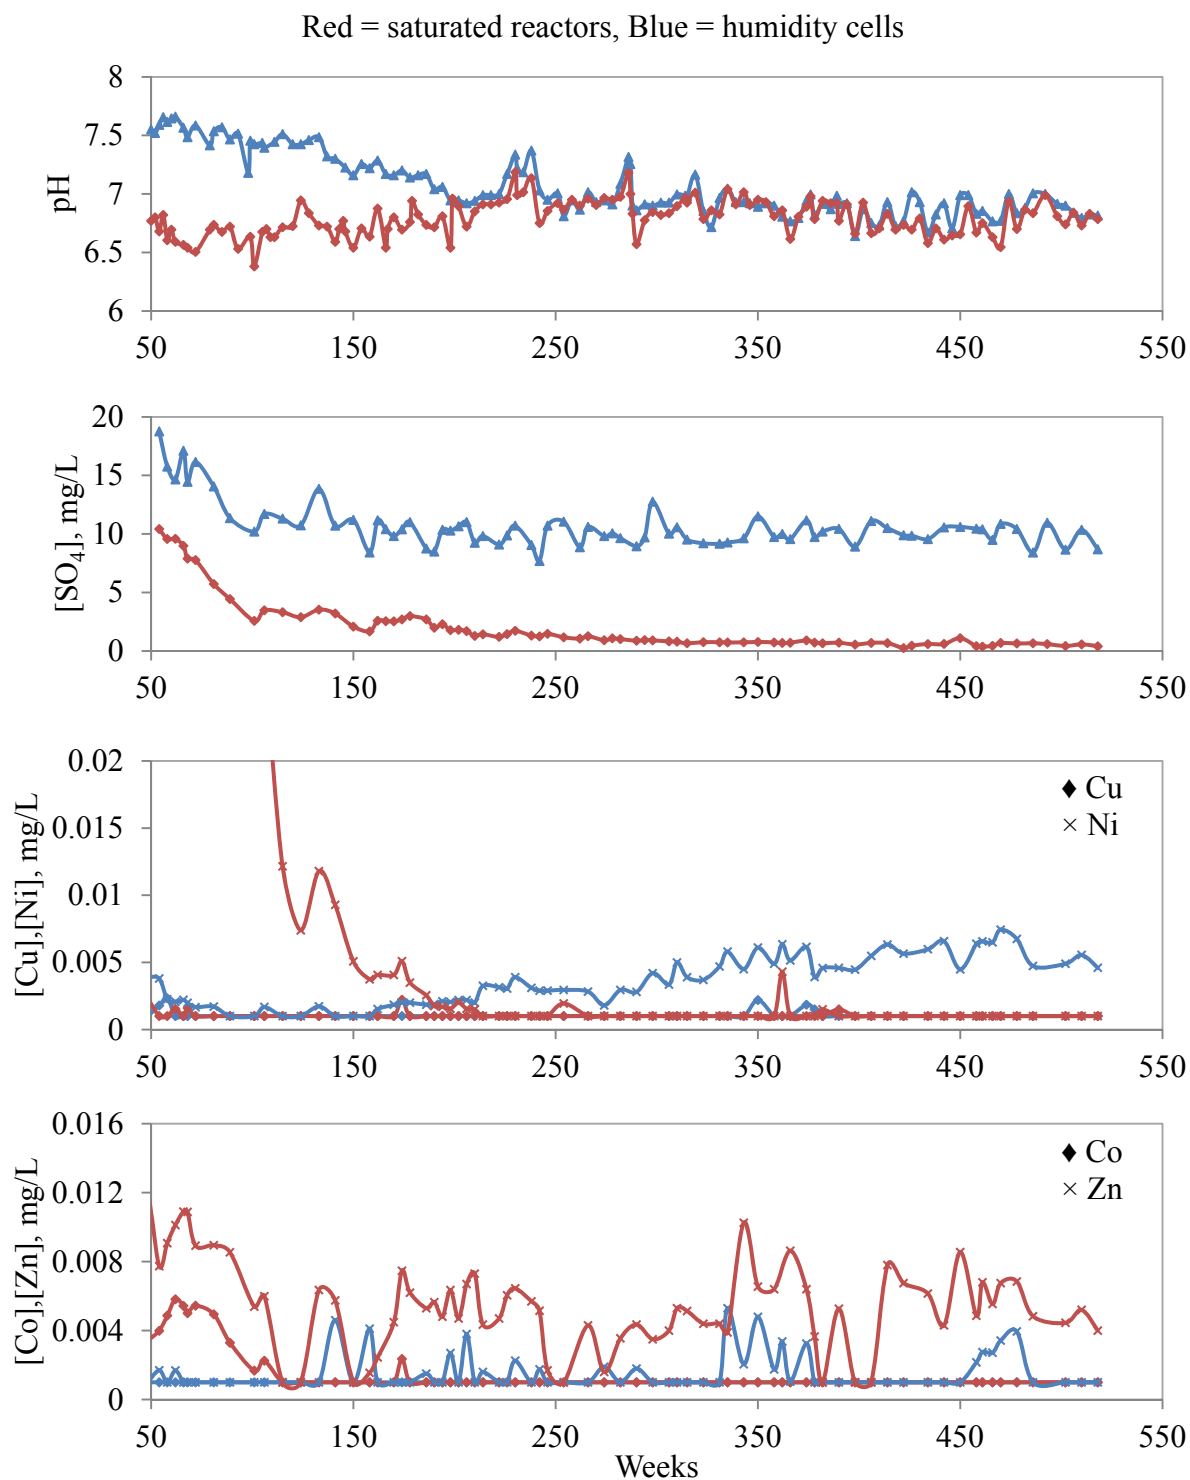 Red = saturated reactors, Blue = humidity cells
8
7.5
7
6.5
6
pH
50 150 250 350 450 550
20
15
10
5
0
[SO₄], mg/L
50 150 250 350 450 550
0.02
0.015
0.01
0.005
0
[Cu],[Ni], mg/L
♦ Cu
× Ni
50 150 250 350 450 550
0.016
0.012
0.008
0.004
0
[Co],[Zn], mg/L
♦ Co
× Zn
50 150 250 350 450 550
Weeks